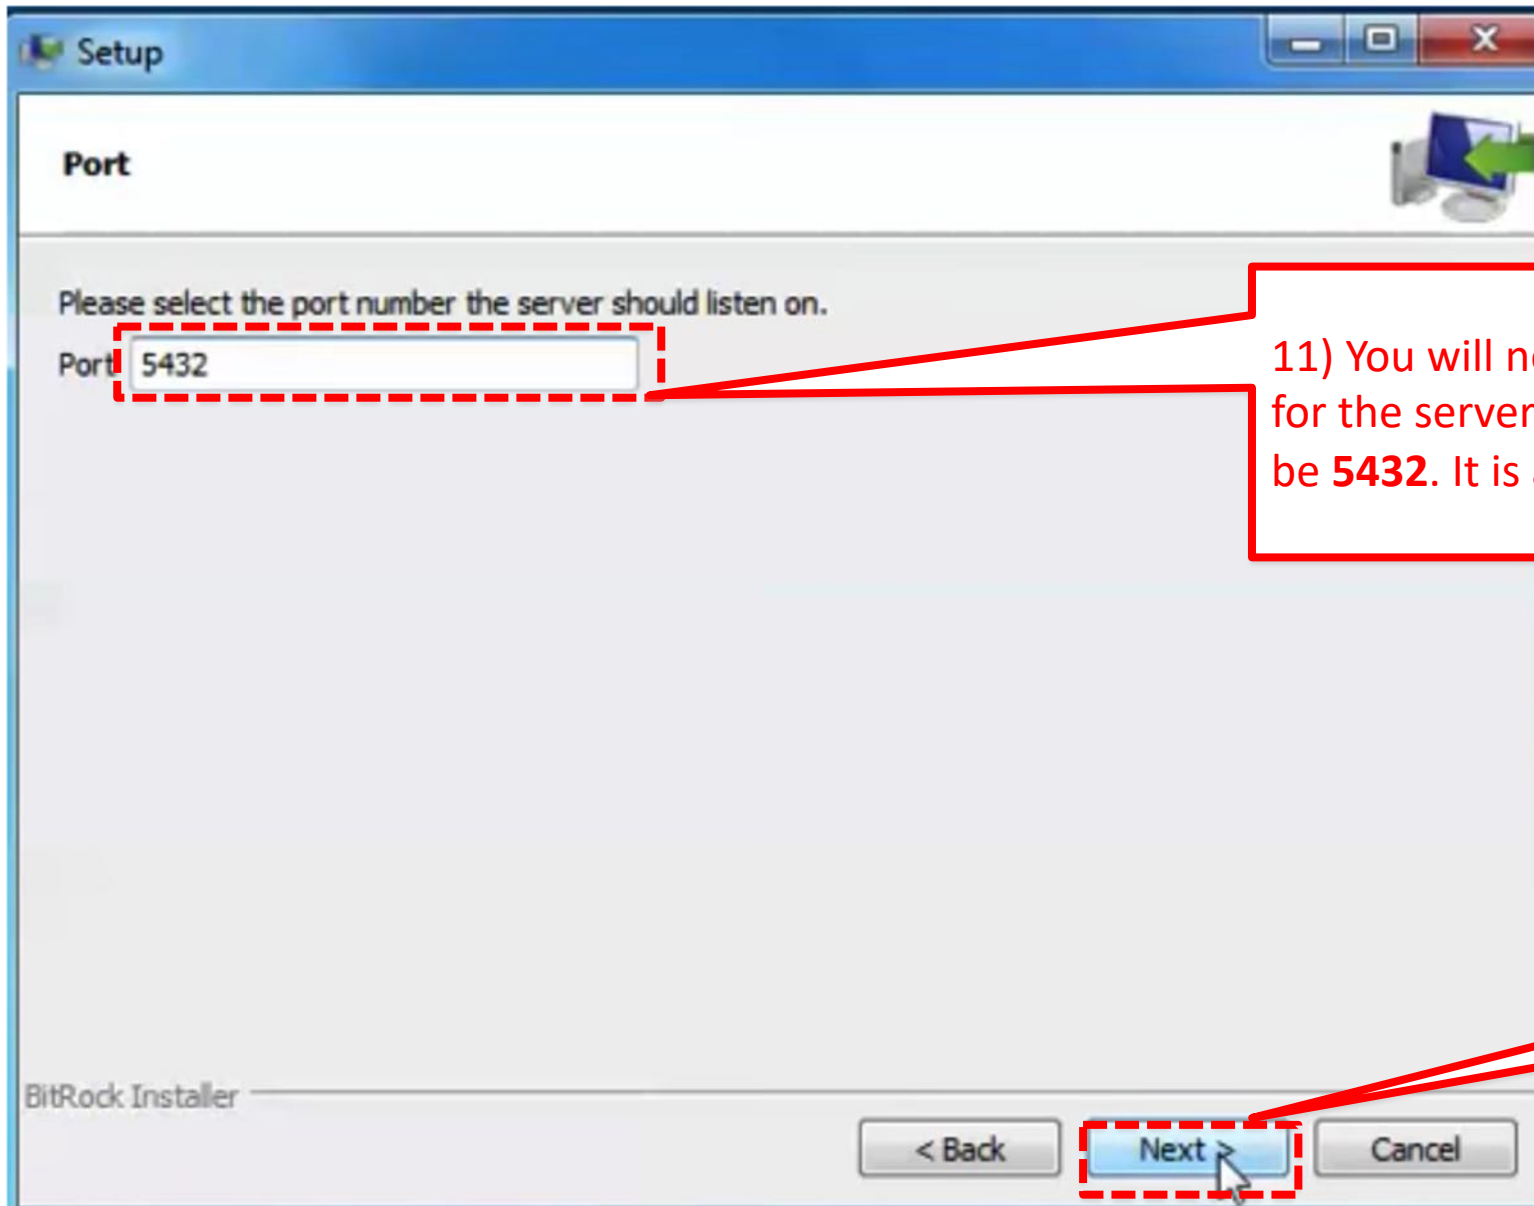 Setup
Port
Please select the port number the server should listen on.
Port 5432
11) You will
for the server
be 5432. It is
BitRock Installer
< Back Next > Cancel